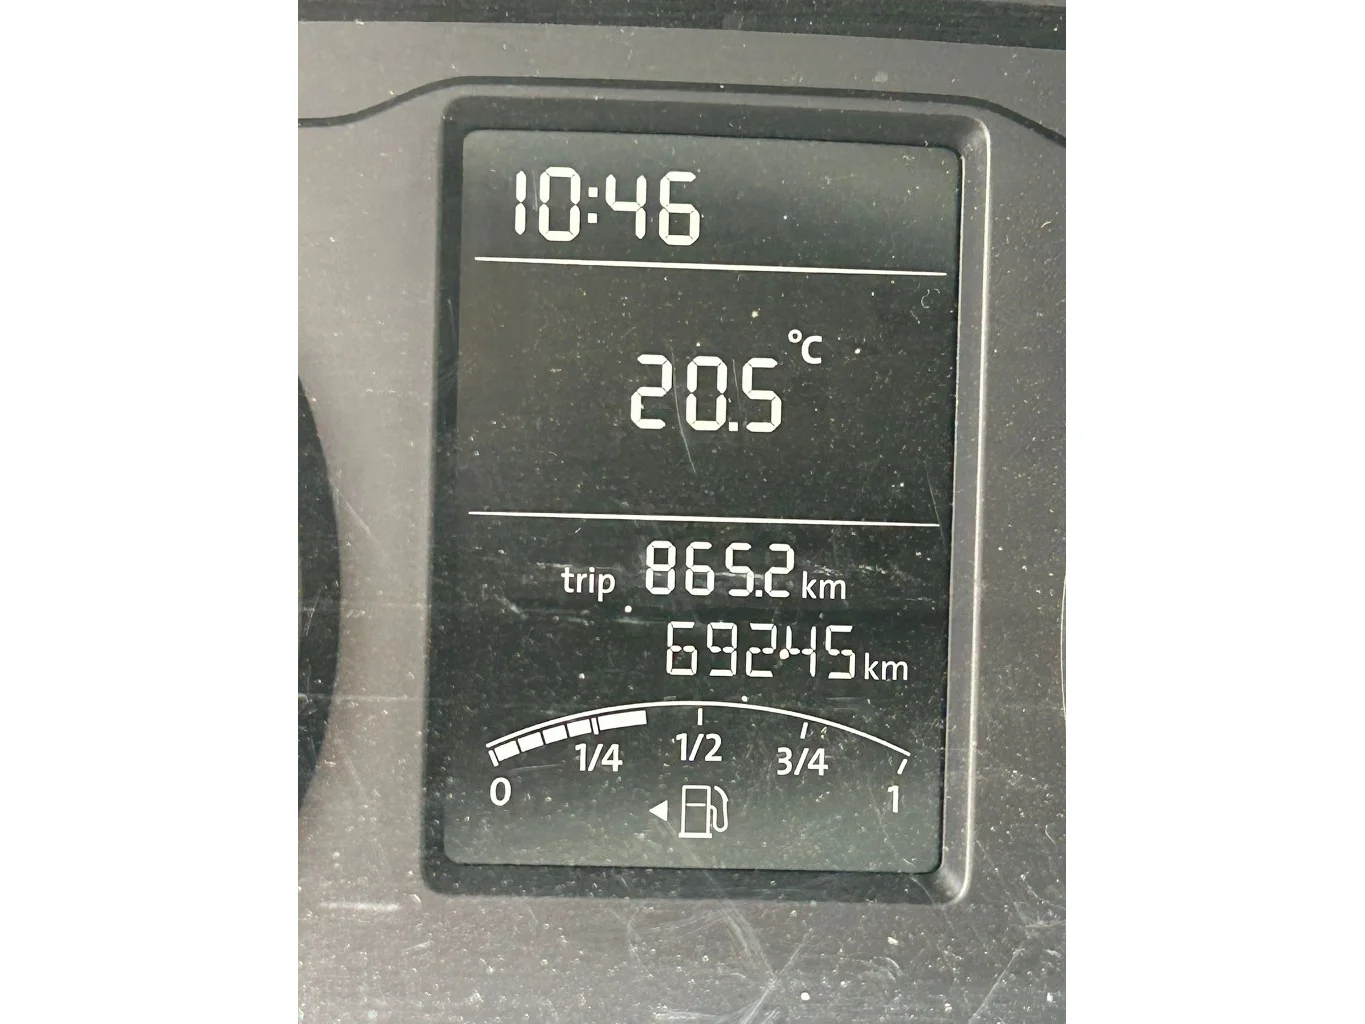 10:46
20.5 °C
trip 865.2 km
69245 km
0 1/4 1/2 3/4 1